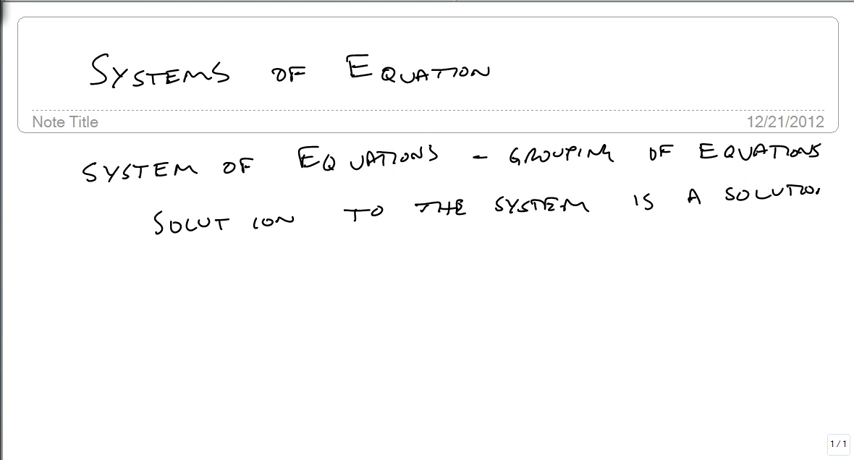 SYSTEMS OF EQUATION
Note Title
12/21/2012
SYSTEM OF EQUATIONS - GROUPING OF EQUATIONS
SOLUTION TO THE SYSTEM IS A SOLUTION
1 / 1